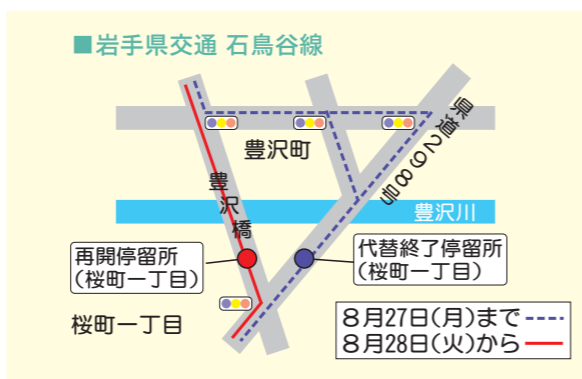 ■岩手県交通 石鳥谷線
県道268号
豊沢町
豊沢橋
豊沢川
再開停留所
(桜町一丁目)
代替終了停留所
(桜町一丁目)
桜町一丁目
8月27日(月)まで
8月28日(火)から